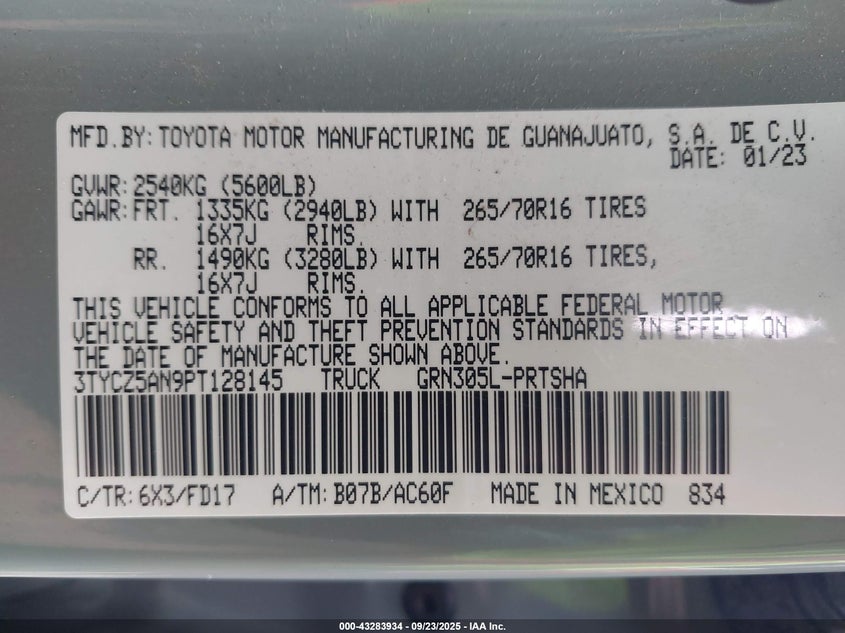 MFD.BY: TOYOTA MOTOR MANUFACTURING DE GUANAJUATO, S.A. DE C.V.
DATE: 01/23
GVWR: 2540KG (5600LB)
GAWR: FRT. 1335KG (2940LB) WITH 265/70R16 TIRES
16X7J RIMS.
RR. 1490KG (3280LB) WITH 265/70R16 TIRES,
16X7J RIMS.
THIS VEHICLE CONFORMS TO ALL APPLICABLE FEDERAL MOTOR
VEHICLE SAFETY AND THEFT PREVENTION STANDARDS IN EFFECT ON
THE DATE OF MANUFACTURE SHOWN ABOVE.
3TYCZ5AN9PT128145 TRUCK GRN305L-PRTSHA
C/TR: 6X3/FD17 A/TM: B07B/AC60F MADE IN MEXICO 834
000-43283934 - 09/23/2025 - IAA Inc.